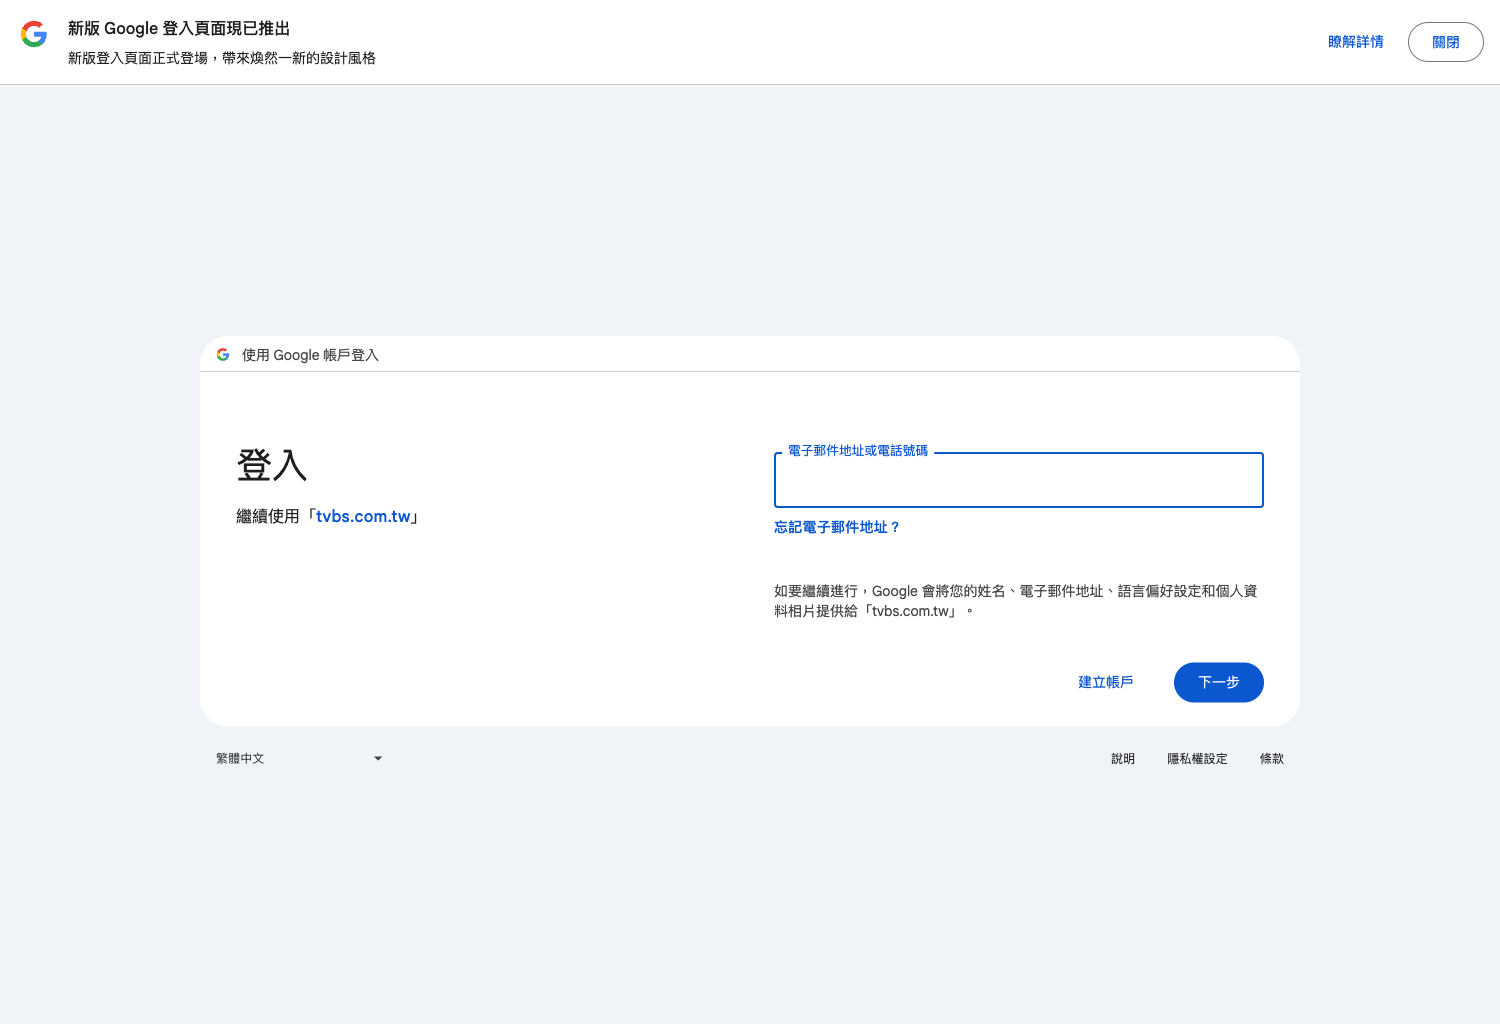 新版 Google 登入頁面現已推出
新版登入頁面正式登場，帶來煥然一新的設計風格
瞭解詳情
關閉
使用 Google 帳戶登入
登入
繼續使用「tvbs.com.tw」
電子郵件地址或電話號碼
忘記電子郵件地址？
如要繼續進行，Google 會將您的姓名、電子郵件地址、語言偏好設定和個人資
料相片提供給「tvbs.com.tw」。
建立帳戶
下一步
繁體中文
說明
隱私權設定
條款